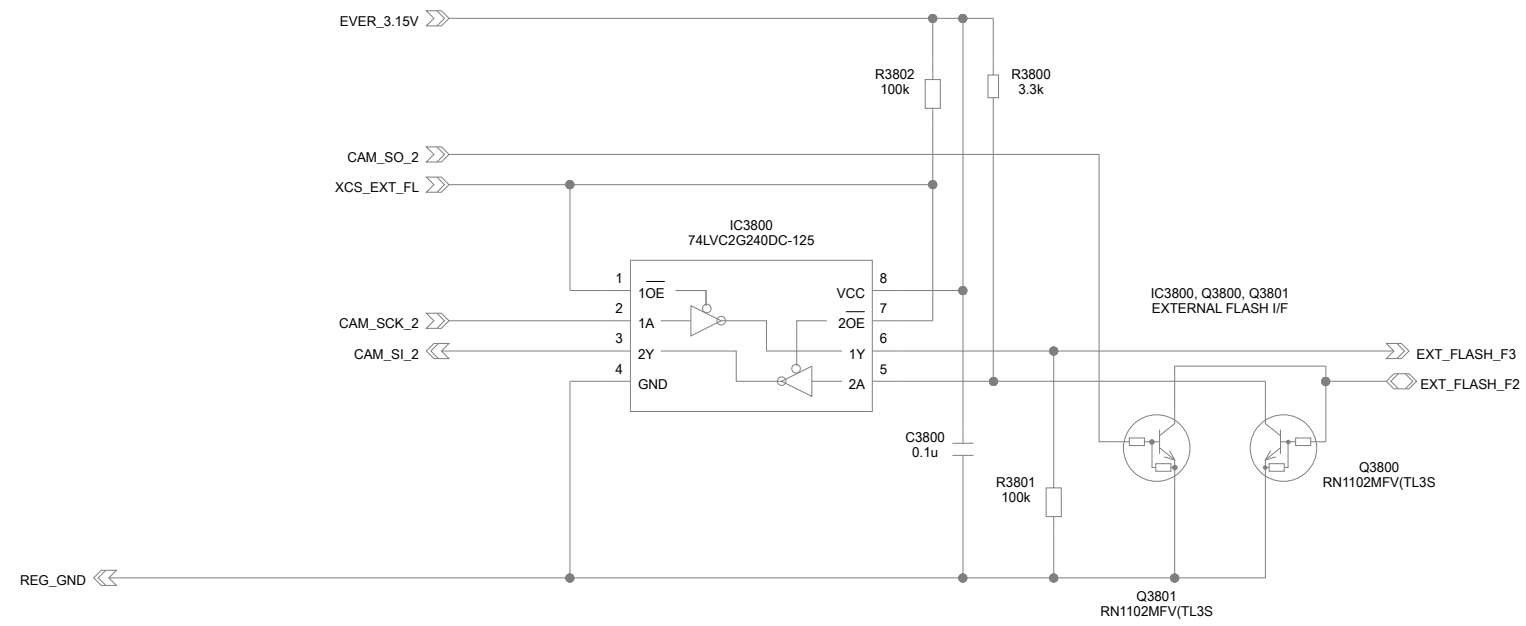 EVER_3.15V
R3802
100k
R3800
3.3k
CAM_SO_2
XCS_EXT_FL
IC3800
74LVC2G240DC-125
1
1OE
8
VCC
2
1A
7
2OE
CAM_SCK_2
3
2Y
6
1Y
CAM_SI_2
4
GND
5
2A
IC3800, Q3800, Q3801
EXTERNAL FLASH I/F
EXT_FLASH_F3
EXT_FLASH_F2
C3800
0.1u
R3801
100k
Q3800
RN1102MFV(TL3S
REG_GND
Q3801
RN1102MFV(TL3S